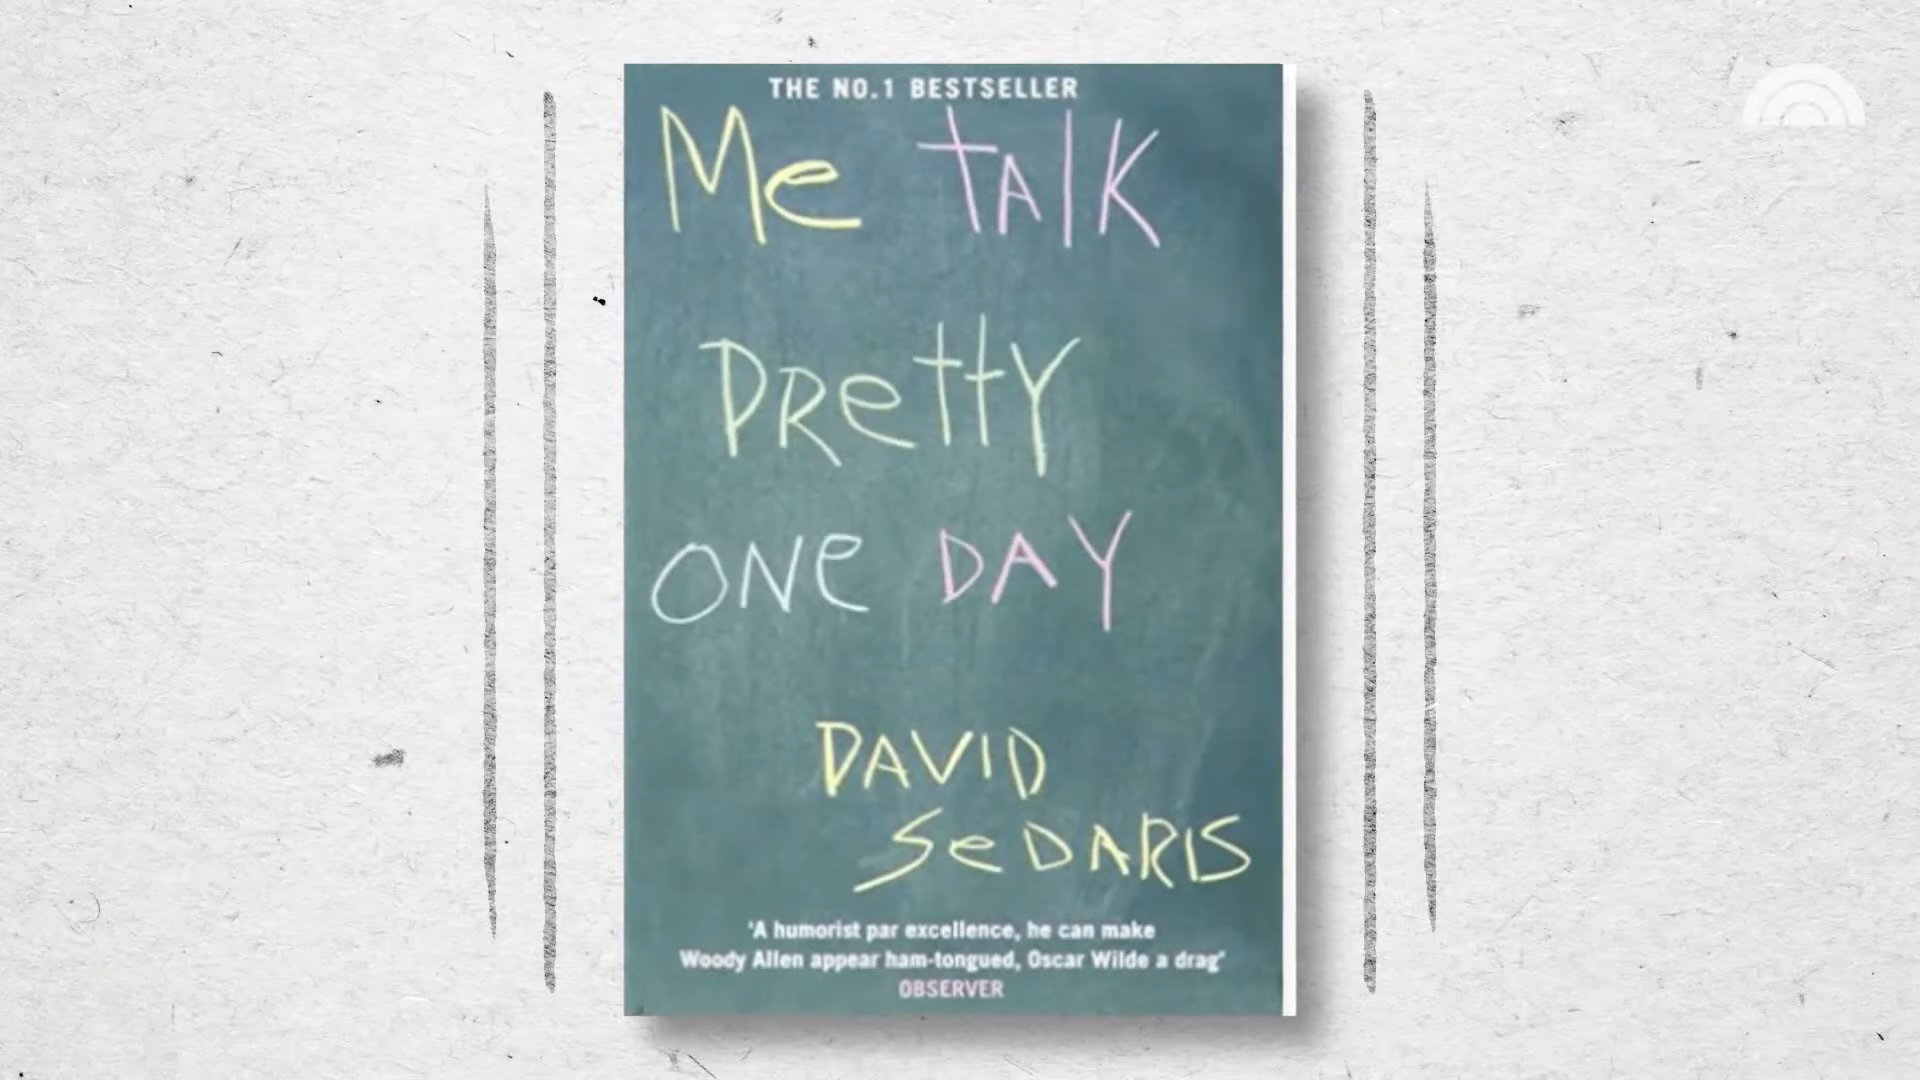 THE NO.1 BESTSELLER
Me TALK
PReTTY
ONe DAY
DAVID
SeDARIS
'A humorist par excellence, he can make
Woody Allen appear ham-tongued, Oscar Wilde a drag'
OBSERVER